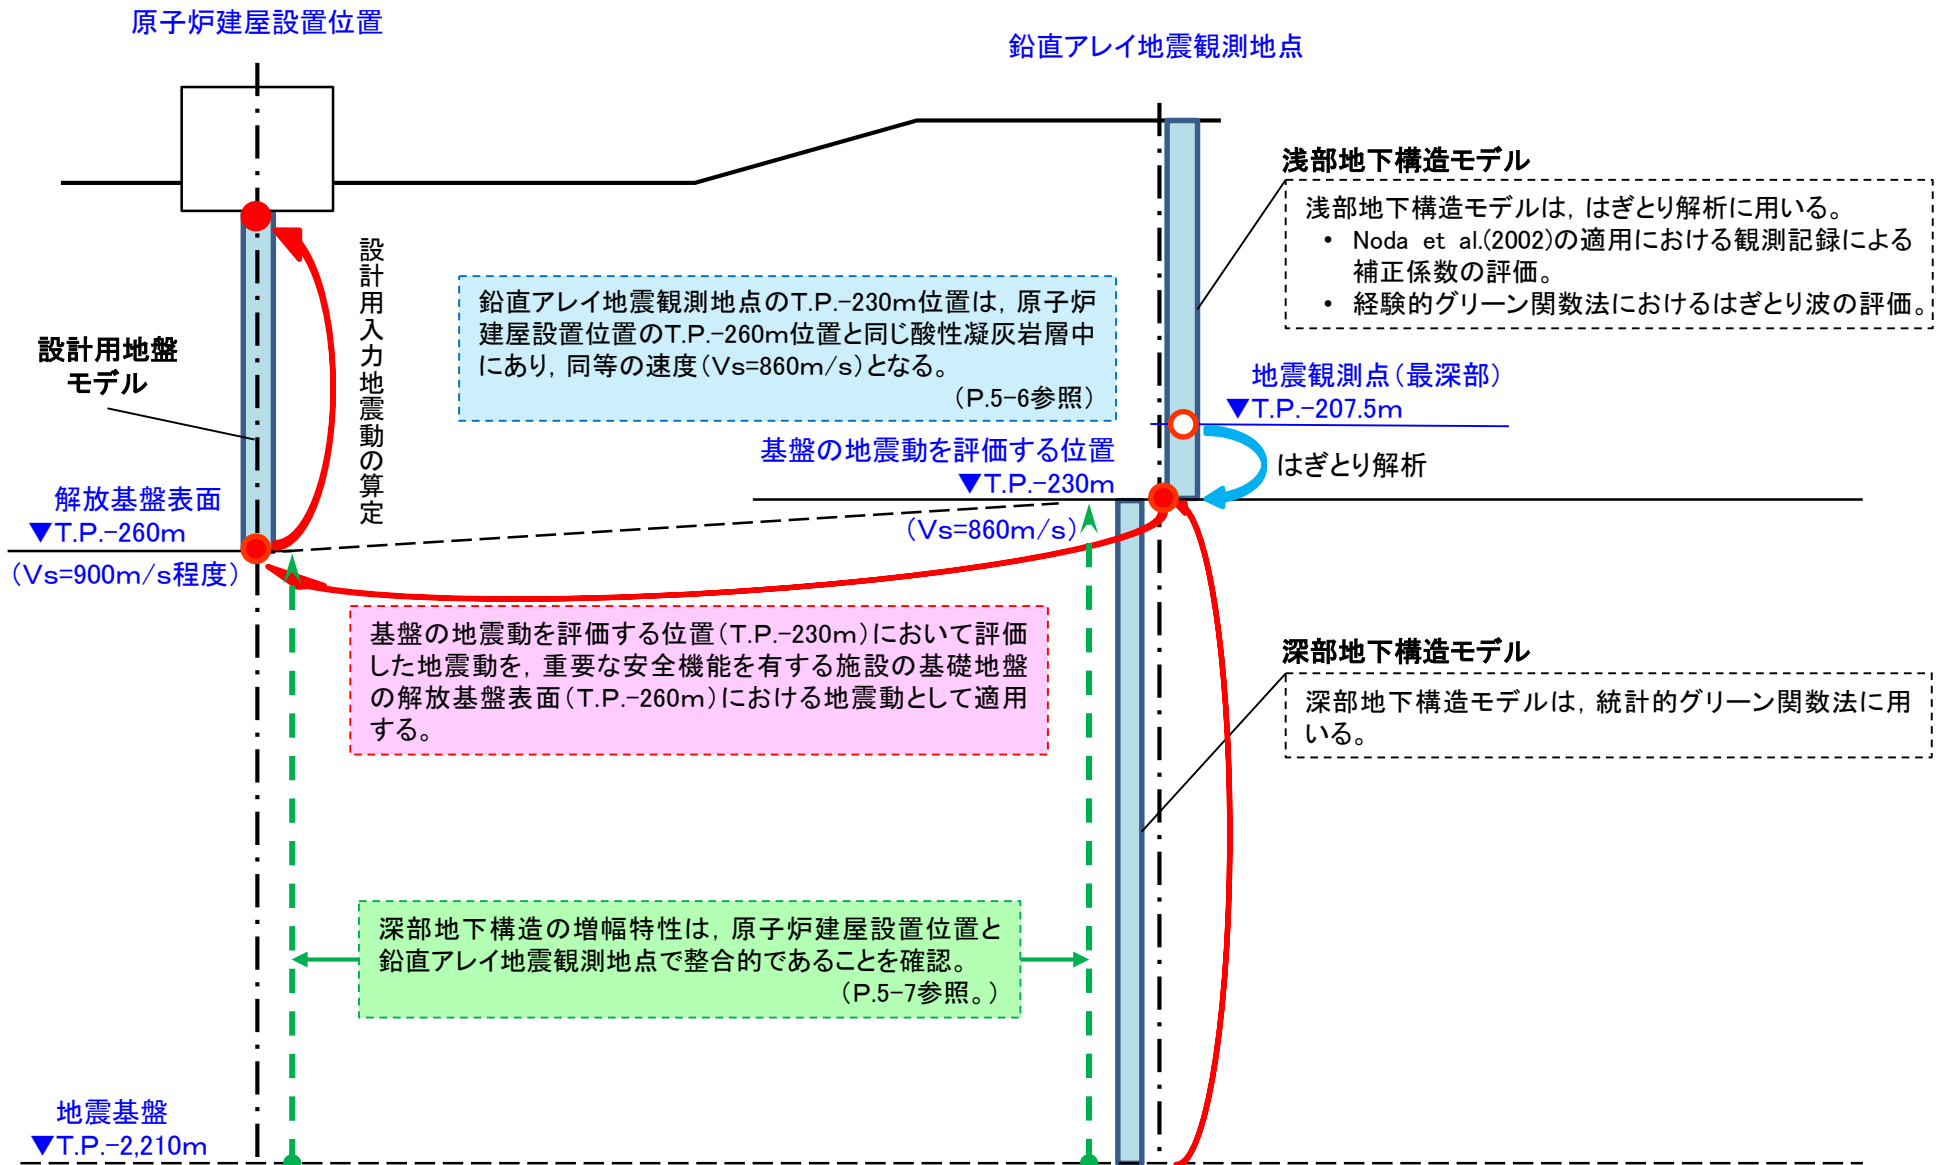 原子炉建屋設置位置
鉛直アレイ地震観測地点
浅部地下構造モデル
浅部地下構造モデルは，はぎとり解析に用いる。
• Noda et al.(2002)の適用における観測記録による
補正係数の評価。
• 経験的グリーン関数法におけるはぎとり波の評価。
設計用入力地震動の算定
鉛直アレイ地震観測地点のT.P.-230m位置は，原子炉
建屋設置位置のT.P.-260m位置と同じ酸性凝灰岩層中
にあり，同等の速度（Vs=860m/s）となる。
（P.5-6参照）
設計用地盤
モデル
地震観測点（最深部）
▼T.P.-207.5m
はぎとり解析
基盤の地震動を評価する位置
▼T.P.-230m
（Vs=860m/s）
解放基盤表面
▼T.P.-260m
（Vs=900m/s程度）
基盤の地震動を評価する位置（T.P.-230m）において評価
した地震動を，重要な安全機能を有する施設の基礎地盤
の解放基盤表面（T.P.-260m）における地震動として適用
する。
深部地下構造モデル
深部地下構造モデルは，統計的グリーン関数法に用
いる。
深部地下構造の増幅特性は，原子炉建屋設置位置と
鉛直アレイ地震観測地点で整合的であることを確認。
（P.5-7参照。）
地震基盤
▼T.P.-2,210m